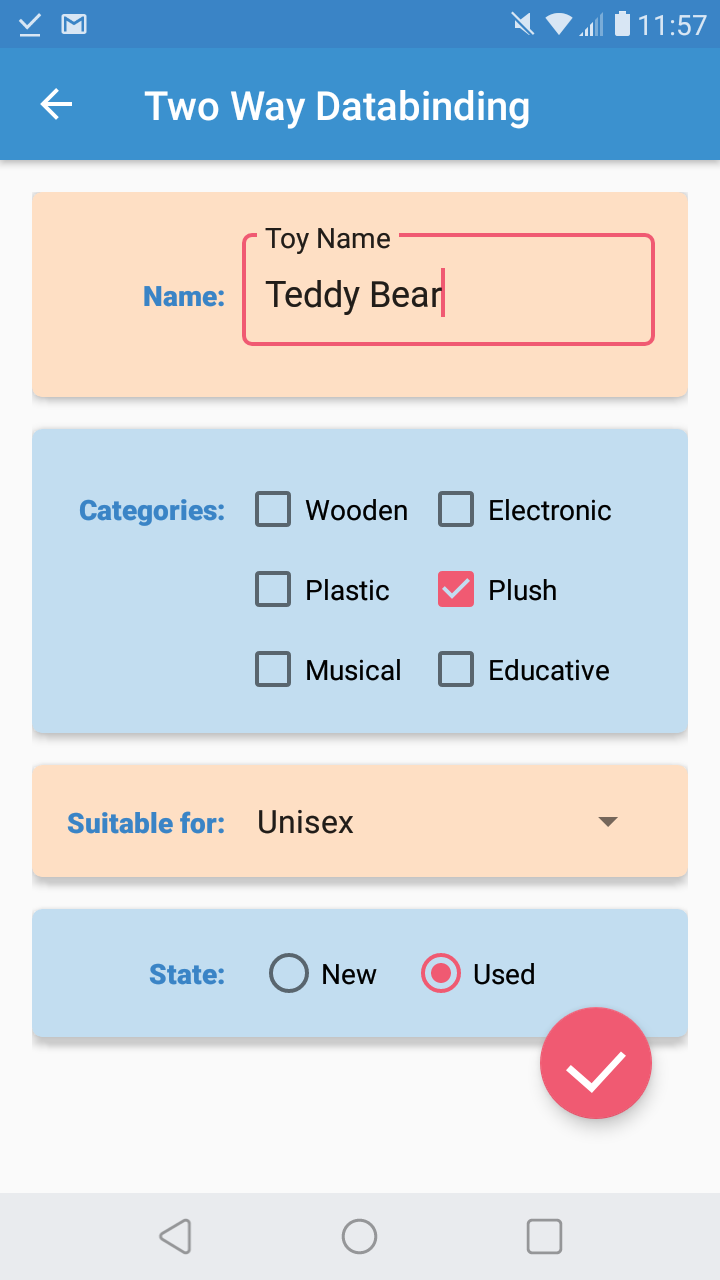 11:57
Two Way Databinding
Toy Name
Name: Teddy Bear
Categories: Wooden Electronic
Plastic Plush
Musical Educative
Suitable for: Unisex
State: New Used